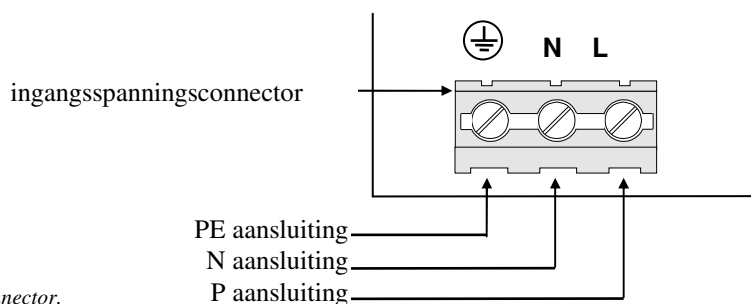 N L
ingangsspanningsconnector
PE aansluiting
N aansluiting
P aansluiting
nector.